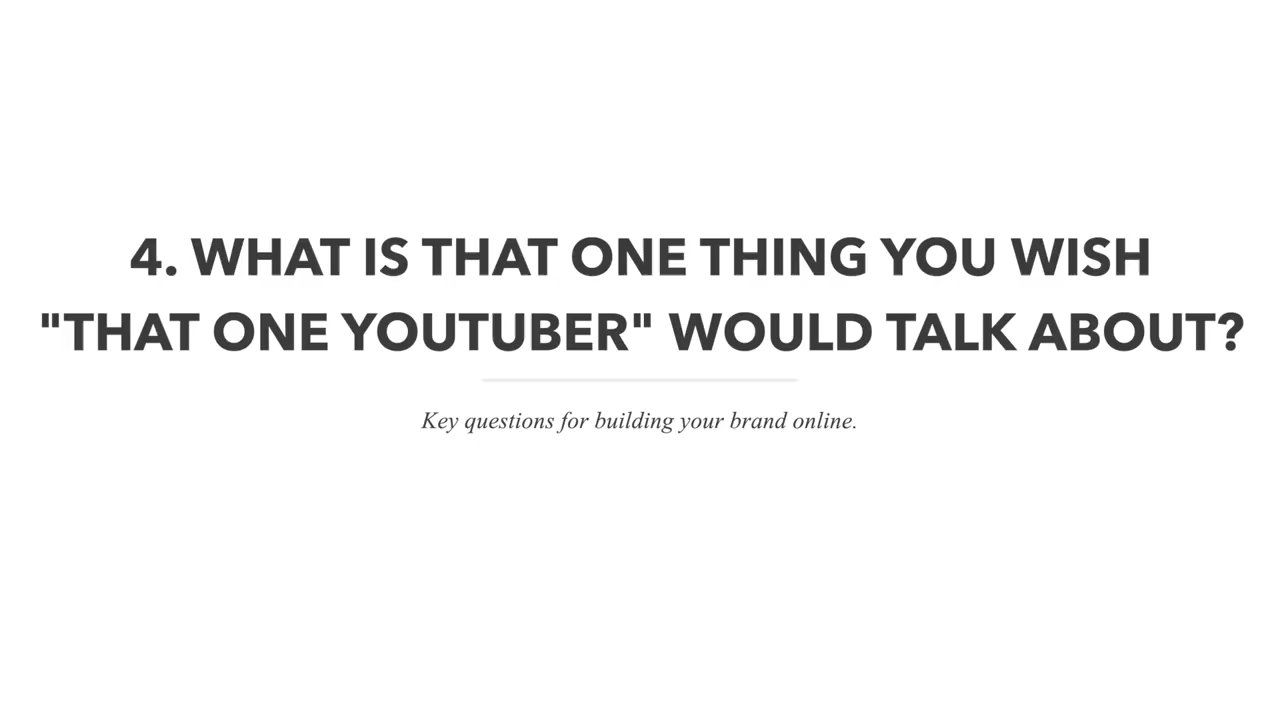 4. WHAT IS THAT ONE THING YOU WISH
"THAT ONE YOUTUBER" WOULD TALK ABOUT?
Key questions for building your brand online.